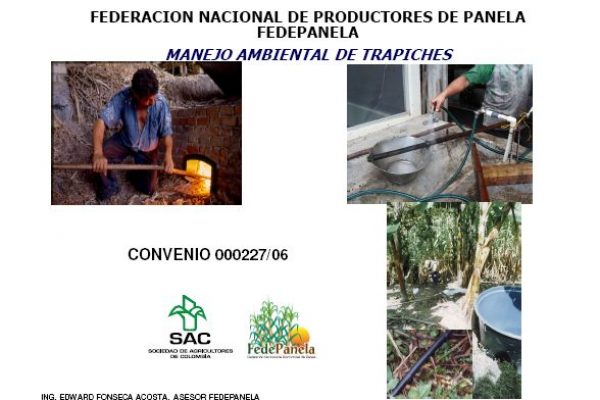 FEDERACION NACIONAL DE PRODUCTORES DE PANELA
FEDEPANELA
MANEJO AMBIENTAL DE TRAPICHES
CONVENIO 000227/06
SAC
SOCIEDAD DE AGRICULTORES
DE COLOMBIA
FedePanela
ING. EDWARD FONSECA ACOSTA. ASESOR FEDEPANELA